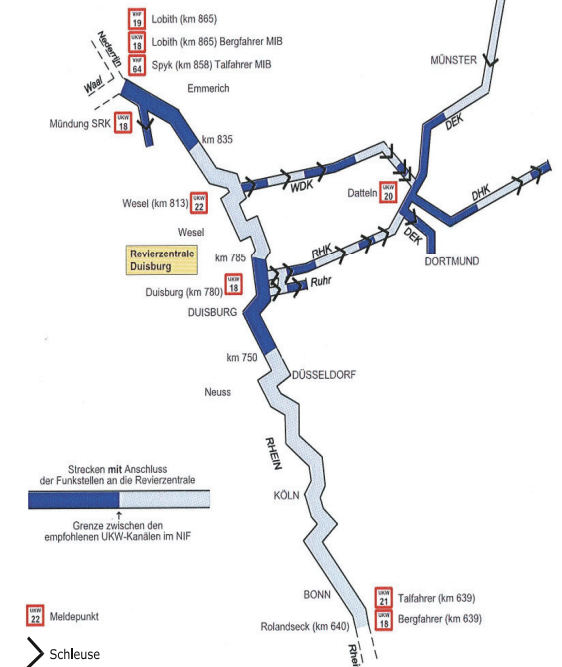 VHF
19
Lobith (km 865)
UKW
18
Lobith (km 865) Bergfahrer MIB
VHF
64
Spyk (km 858) Talfahrer MIB
Nederrijn
Waal
Emmerich
MÜNSTER
Mündung SRK
UKW
18
DEK
km 835
WDK
Datteln
UKW
20
DHK
Wesel (km 813)
UKW
22
Wesel
DEK
Revierzentrale
Duisburg
km 785
RHK
DORTMUND
Duisburg (km 780)
UKW
18
Ruhr
DUISBURG
km 750
DÜSSELDORF
Neuss
RHEIN
Strecken mit Anschluss
der Funkstellen an die Revierzentrale
KÖLN
Grenze zwischen den
empfohlenen UKW-Kanälen im NIF
BONN
UKW
21
Talfahrer (km 639)
UKW
22
Meldepunkt
UKW
18
Bergfahrer (km 639)
Rolandseck (km 640)
Rhei
Schleuse